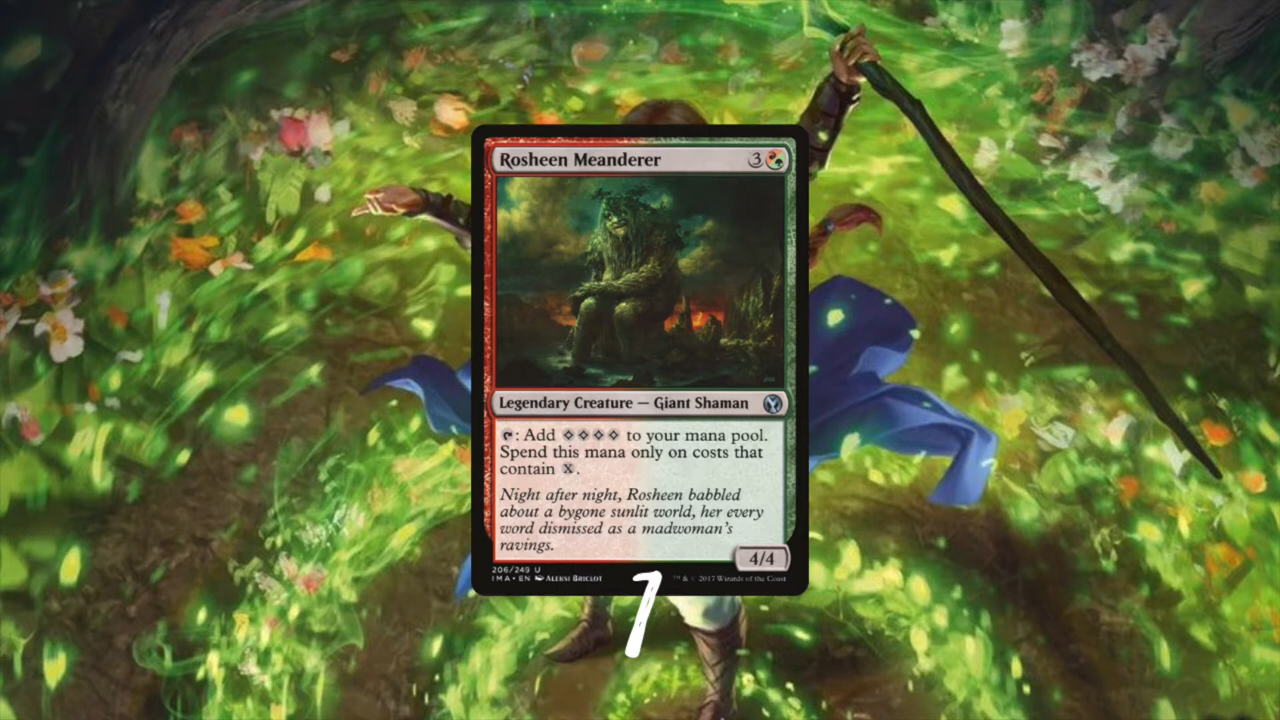 Rosheen Meanderer 3
Legendary Creature — Giant Shaman
: Add to your mana pool.
Spend this mana only on costs that
contain X.
Night after night, Rosheen babbled
about a bygone sunlit world, her every
word dismissed as a madwoman's
ravings.
4/4
206/249 U
IMA • EN ALEKSI BRICLOT
™ & © 2017 Wizards of the Coast
1